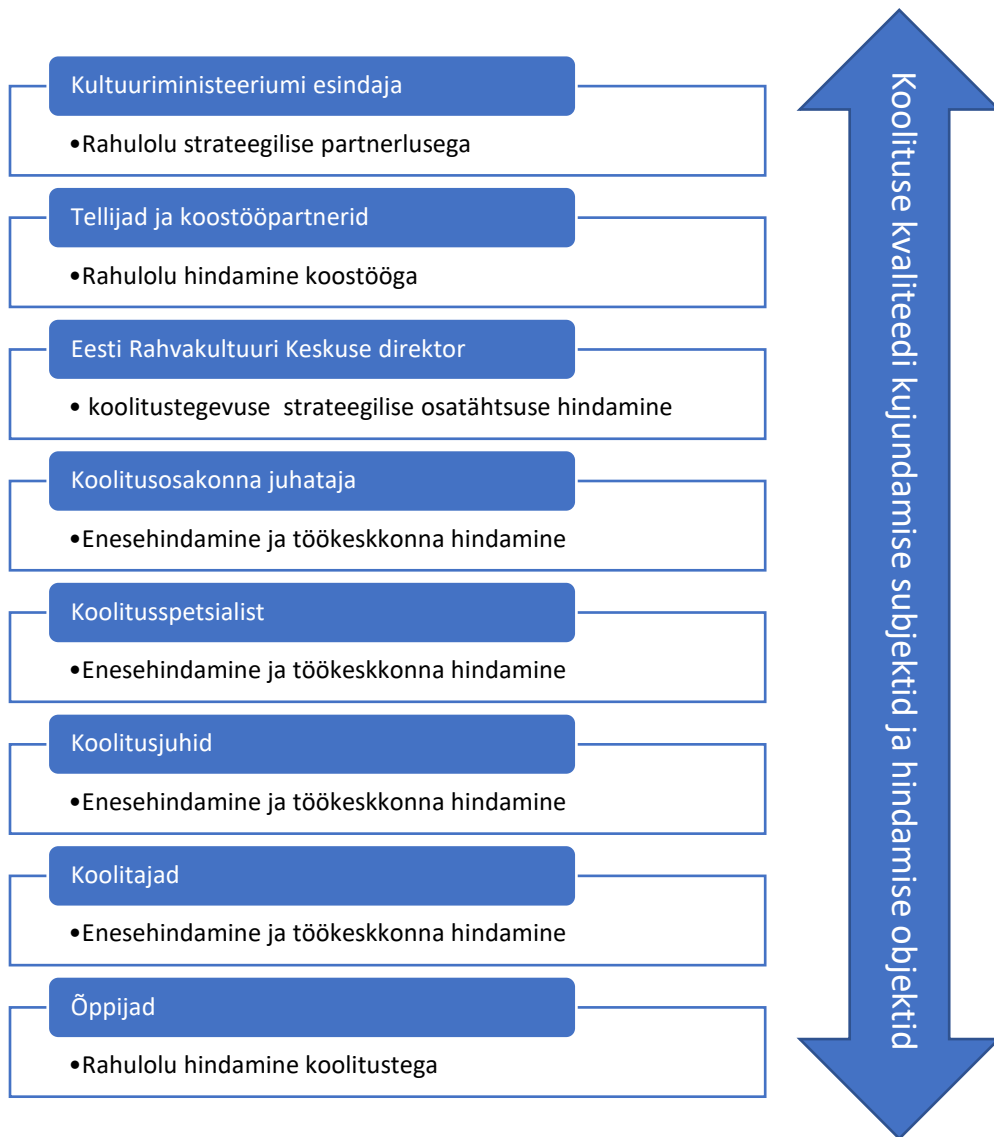 Kultuuriministeeriumi esindaja
•Rahulolu strateegilise partnerlusega
Tellijad ja koostööpartnerid
•Rahulolu hindamine koostööga
Eesti Rahvakultuuri Keskuse direktor
• koolitustegevuse strateegilise osatähtsuse hindamine
Koolitusosakonna juhataja
•Enesehindamine ja töökeskkonna hindamine
Koolitusspetsialist
•Enesehindamine ja töökeskkonna hindamine
Koolitusjuhid
•Enesehindamine ja töökeskkonna hindamine
Koolitajad
•Enesehindamine ja töökeskkonna hindamine
Õppijad
•Rahulolu hindamine koolitustega
Koolituse kvaliteedi kujundamise subjektid ja hindamise objektid